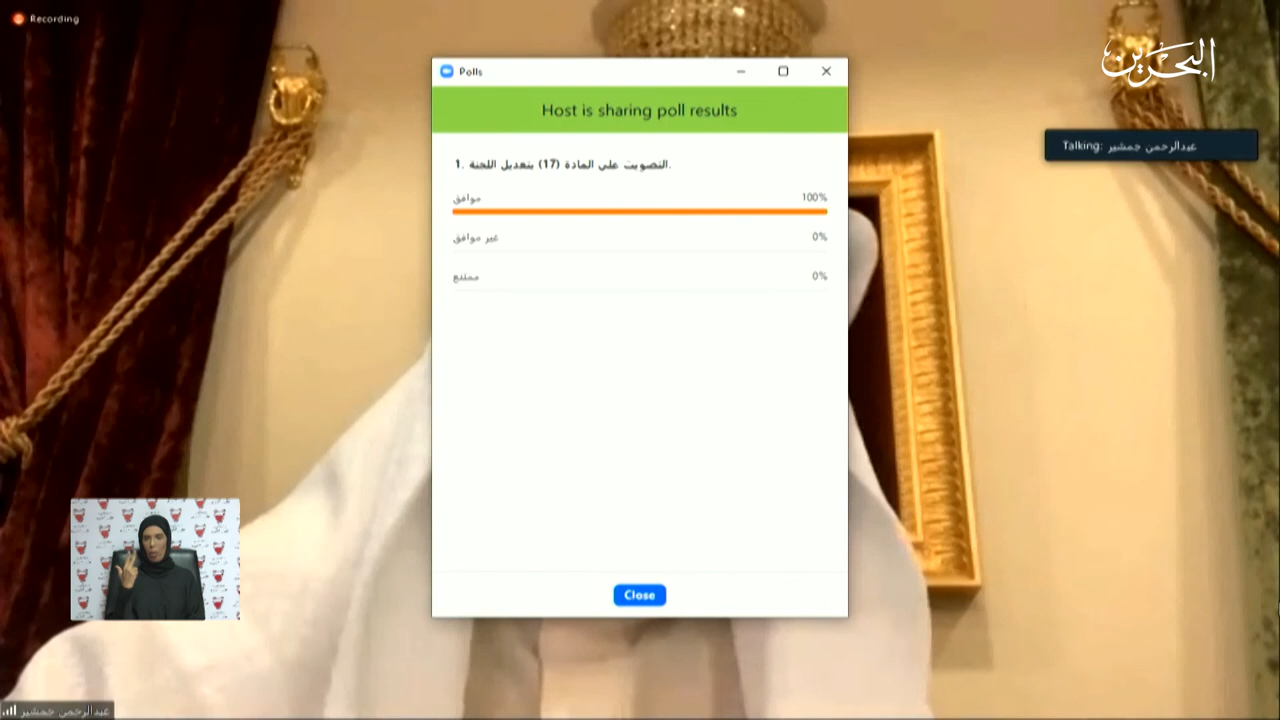 Recording
البحرين
Polls
Host is sharing poll results
Talking: عبدالرحمن جمشير
1. التصويت على المادة (17) بتعديل اللجنة.
موافق 100%
غير موافق 0%
ممتنع 0%
Close
عبدالرحمن جمشير